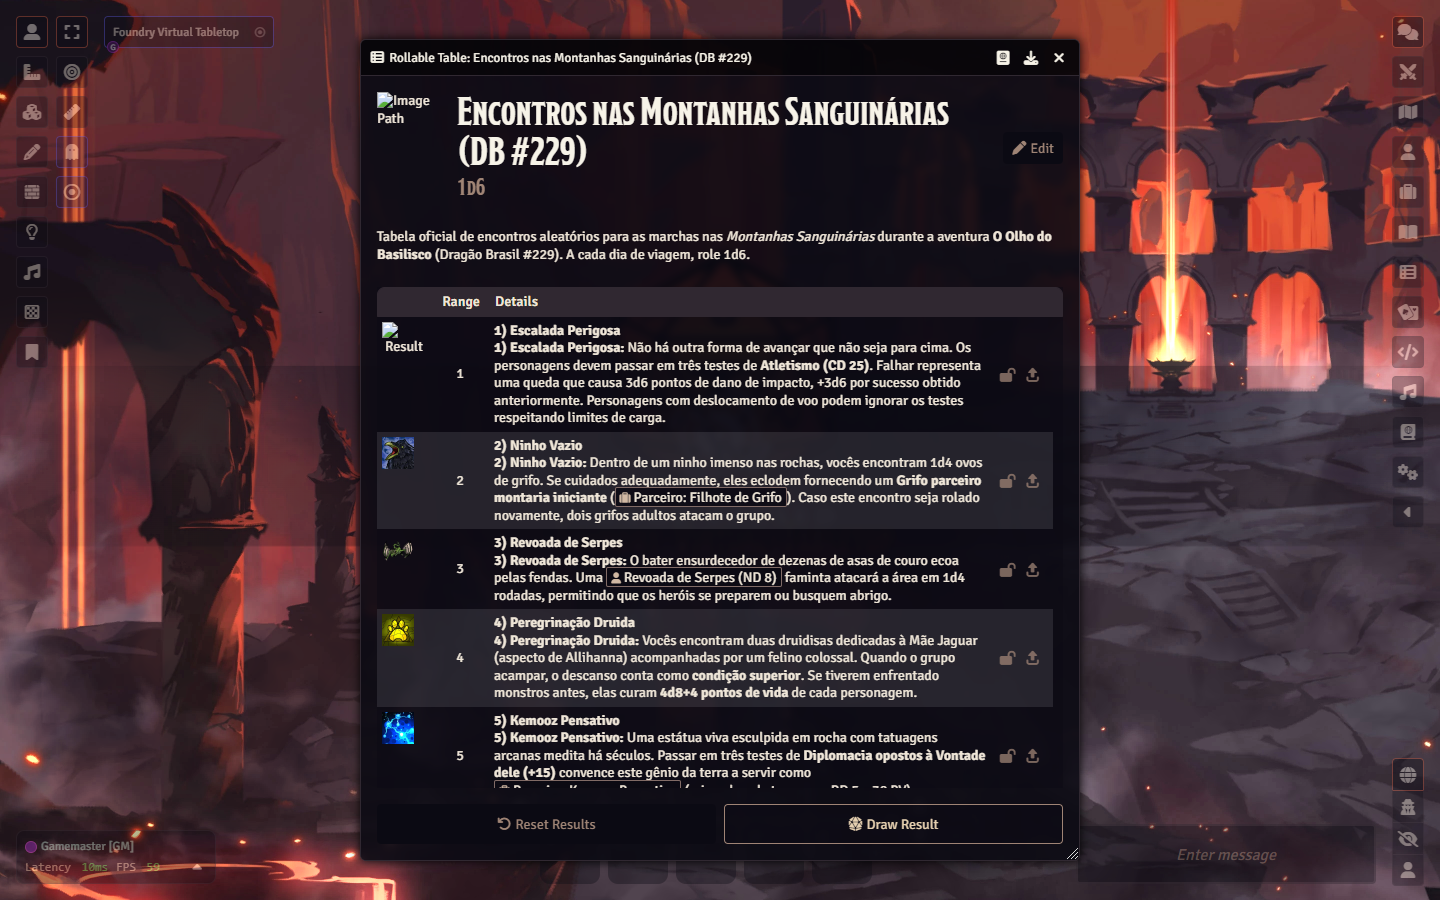 Foundry Virtual Tabletop
G
Rollable Table: Encontros nas Montanhas Sanguinárias (DB #229)
Image
Path
Encontros nas Montanhas Sanguinárias
(DB #229)
Edit
1d6
Tabela oficial de encontros aleatórios para as marchas nas Montanhas Sanguinárias durante a aventura O Olho do
Basilisco (Dragão Brasil #229). A cada dia de viagem, role 1d6.
Range Details
Result
1
1) Escalada Perigosa
1) Escalada Perigosa: Não há outra forma de avançar que não seja para cima. Os
personagens devem passar em três testes de Atletismo (CD 25). Falhar representa
uma queda que causa 3d6 pontos de dano de impacto, +3d6 por sucesso obtido
anteriormente. Personagens com deslocamento de voo podem ignorar os testes
respeitando limites de carga.
2
2) Ninho Vazio
2) Ninho Vazio: Dentro de um ninho imenso nas rochas, vocês encontram 1d4 ovos
de grifo. Se cuidados adequadamente, eles eclodem fornecendo um Grifo parceiro
montaria iniciante ( Parceiro: Filhote de Grifo ). Caso este encontro seja rolado
novamente, dois grifos adultos atacam o grupo.
3
3) Revoada de Serpes
3) Revoada de Serpes: O bater ensurdecedor de dezenas de asas de couro ecoa
pelas fendas. Uma Revoada de Serpes (ND 8) faminta atacará a área em 1d4
rodadas, permitindo que os heróis se preparem ou busquem abrigo.
4
4) Peregrinação Druida
4) Peregrinação Druida: Vocês encontram duas druidisas dedicadas à Mãe Jaguar
(aspecto de Allihanna) acompanhadas por um felino colossal. Quando o grupo
acampar, o descanso conta como condição superior. Se tiverem enfrentado
monstros antes, elas curam 4d8+4 pontos de vida de cada personagem.
5
5) Kemooz Pensativo
5) Kemooz Pensativo: Uma estátua viva esculpida em rocha com tatuagens
arcanas medita há séculos. Passar em três testes de Diplomacia opostos à Vontade
dele (+15) convence este gênio da terra a servir como
Reset Results
Draw Result
Gamemaster [GM]
Latency 10ms FPS 59
Enter message